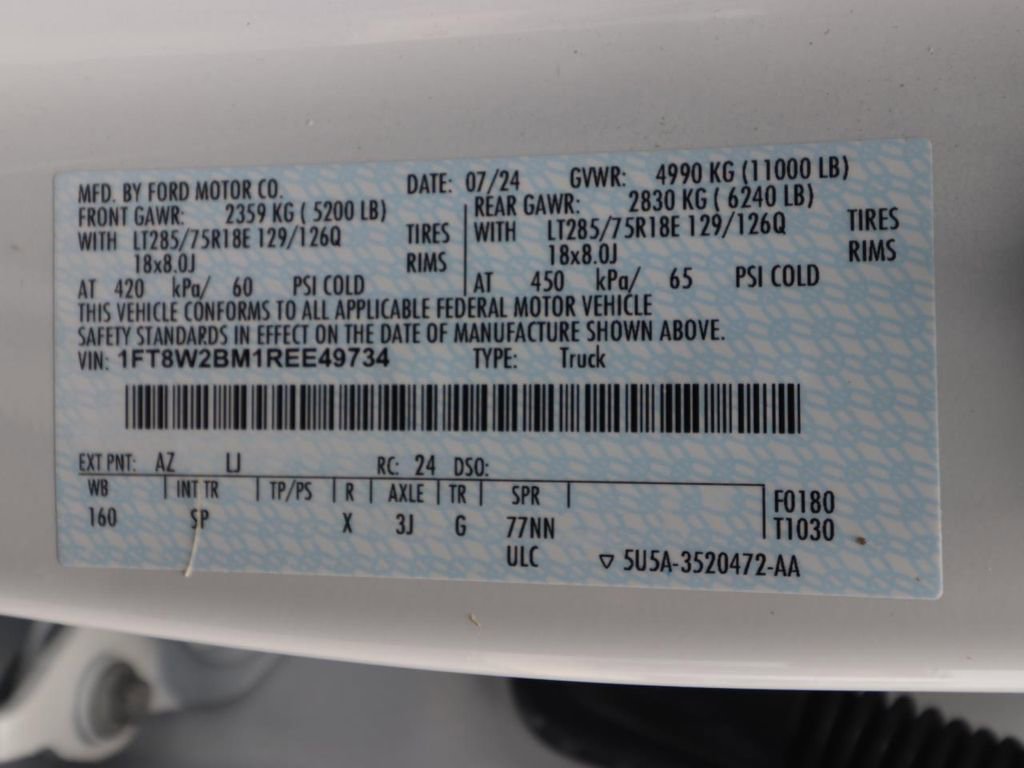 MFD. BY FORD MOTOR CO. DATE: 07/24 GVWR: 4990 KG (11000 LB)
FRONT GAWR: 2359 KG ( 5200 LB) REAR GAWR: 2830 KG ( 6240 LB)
WITH LT285/75R18E 129/126Q TIRES WITH LT285/75R18E 129/126Q TIRES
18x8.0J RIMS 18x8.0J RIMS
AT 420 kPa/ 60 PSI COLD AT 450 kPa/ 65 PSI COLD
THIS VEHICLE CONFORMS TO ALL APPLICABLE FEDERAL MOTOR VEHICLE
SAFETY STANDARDS IN EFFECT ON THE DATE OF MANUFACTURE SHOWN ABOVE.
VIN: 1FT8W2BM1REE49734 TYPE: Truck
EXT PNT: AZ LJ RC: 24 DSO:
WB INT TR TP/PS R AXLE TR SPR F0180
160 SP X 3J G 77NN T1030
ULC ▽ 5U5A-3520472-AA